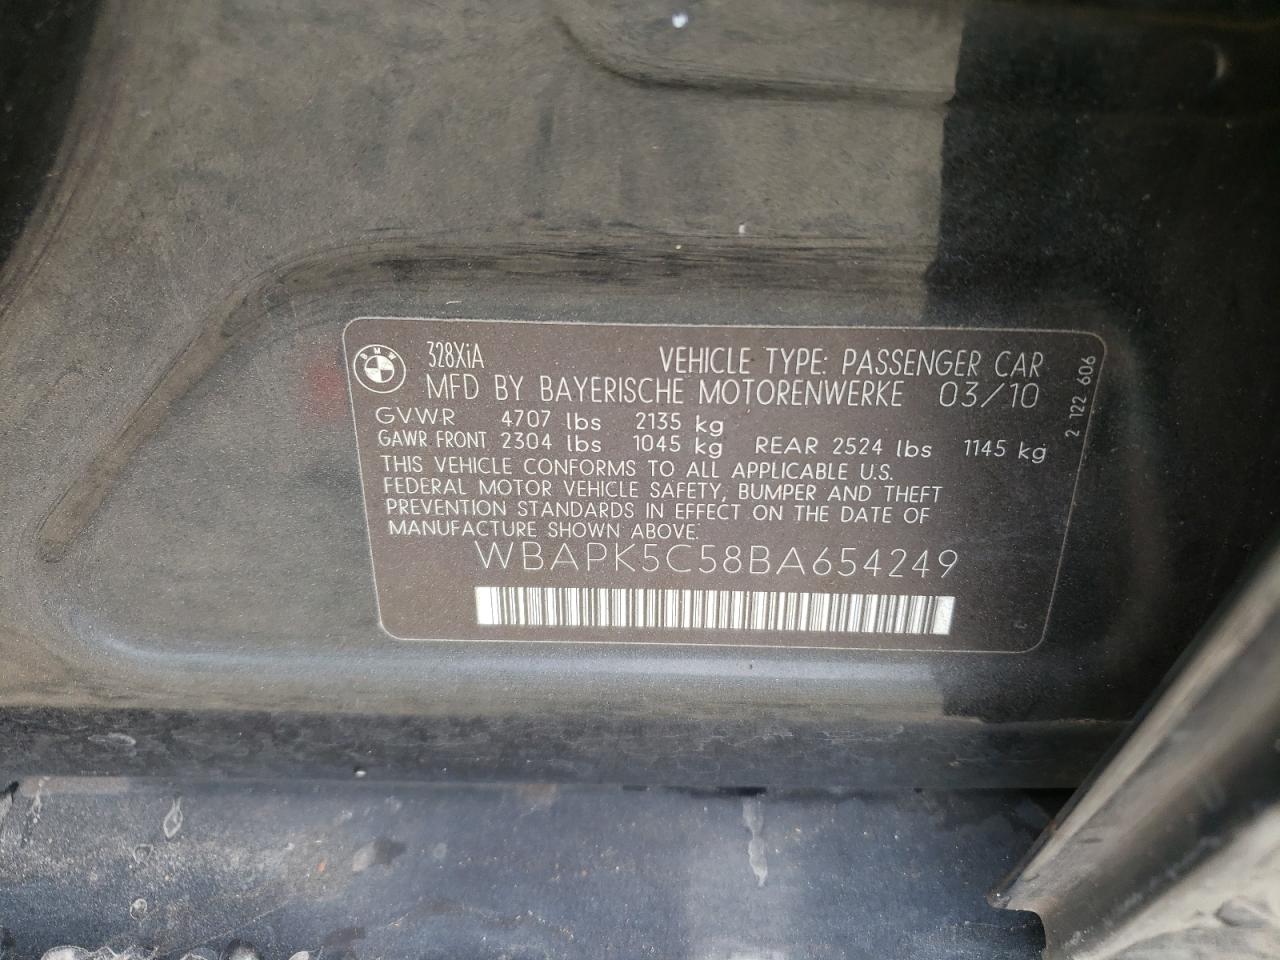 BMW
328XiA VEHICLE TYPE: PASSENGER CAR
MFD BY BAYERISCHE MOTORENWERKE 03/10
GVWR 4707 lbs 2135 kg
GAWR FRONT 2304 lbs 1045 kg REAR 2524 lbs 1145 kg
THIS VEHICLE CONFORMS TO ALL APPLICABLE U.S.
FEDERAL MOTOR VEHICLE SAFETY, BUMPER AND THEFT
PREVENTION STANDARDS IN EFFECT ON THE DATE OF
MANUFACTURE SHOWN ABOVE.
WBAPK5C58BA654249
2 122 606